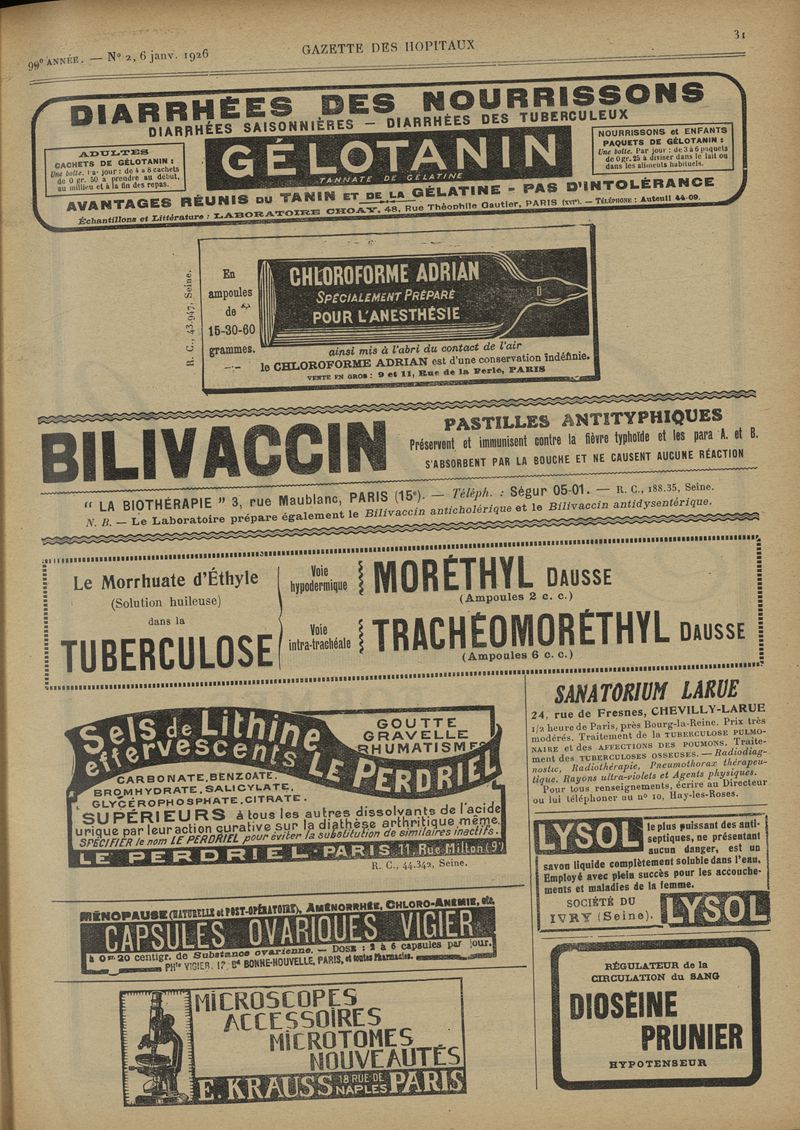 99e ANNÉE. — No 2, 6 janv. 1926
GAZETTE DES HOPITAUX
31
DIARRHÉES DES NOURRISSONS
DIARRHÉES SAISONNIÈRES — DIARRHÉES DES TUBERCULEUX
ADULTES
CACHETS DE GÉLOTANIN :
Une boîte. Par jour : de 4 à 8 cachets
de 0 gr. 50 à prendre au début,
au milieu et à la fin des repas.
GÉLOTANIN
TANNATE DE GÉLATINE
NOURRISSONS et ENFANTS
PAQUETS DE GÉLOTANIN :
Une boîte. Par jour : de 3 à 6 paquets
de 0 gr. 25 à diviser dans le lait ou
dans les aliments habituels.
AVANTAGES RÉUNIS DU TANIN ET DE LA GÉLATINE - PAS D'INTOLÉRANCE
Échantillons et Littérature : LABORATOIRE CHOAY, 48, Rue Théophile Gautier, PARIS (XVIe). — TÉLÉPHONE : Auteuil 44-09.
R. C., 43.947. Seine.
En
ampoules
de
15-30-60
grammes.
CHLOROFORME ADRIAN
SPÉCIALEMENT PRÉPARÉ
POUR L'ANESTHÉSIE
ainsi mis à l'abri du contact de l'air
le CHLOROFORME ADRIAN est d'une conservation indéfinie.
VENTE EN GROS : 9 et 11, Rue de la Perle, PARIS
BILIVACCIN
PASTILLES ANTITYPHIQUES
Préservent et immunisent contre la fièvre typhoïde et les para A. et B.
S'ABSORBENT PAR LA BOUCHE ET NE CAUSENT AUCUNE RÉACTION
" LA BIOTHÉRAPIE " 3, rue Maublanc, PARIS (15e). — Téléph. : Ségur 05-01. — R. C., 188.35, Seine.
N. B. — Le Laboratoire prépare également le Bilivaccin anticholérique et le Bilivaccin antidysentérique.
Le Morrhuate d'Éthyle
(Solution huileuse)
dans la
TUBERCULOSE
Voie
hypodermique
MORÉTHYL DAUSSE
(Ampoules 2 c. c.)
Voie
intra-trachéale
TRACHÉOMORÉTHYL DAUSSE
(Ampoules 6 c. c.)
Sels de Lithine
effervescents LE PERDRIEL
GOUTTE
GRAVELLE
RHUMATISME
CARBONATE, BENZOATE.
BROMHYDRATE, SALICYLATE,
GLYCÉROPHOSPHATE. CITRATE.
SUPÉRIEURS à tous les autres dissolvants de l'acide
urique par leur action curative sur la diathèse arthritique même.
SPÉCIFIER le nom LE PERDRIEL pour éviter la substitution de similaires inactifs.
LE PERDRIEL - PARIS 11, Rue Milton (9e)
R. C., 44.342, Seine.
SANATORIUM LARUE
24, rue de Fresnes, CHEVILLY-LARUE
1/2 heure de Paris, près Bourg-la-Reine. Prix très
modérés. Traitement de la TUBERCULOSE PULMO-
NAIRE et des AFFECTIONS DES POUMONS. Traite-
ment des TUBERCULOSES OSSEUSES. — Radiodiag-
nostic, Radiothérapie, Pneumothorax thérapeu-
tique. Rayons ultra-violets et Agents physiques.
Pour tous renseignements, écrire au Directeur
ou lui téléphoner au no 10, Hay-les-Roses.
LYSOL
le plus puissant des anti-
septiques, ne présentant
aucun danger, est un
savon liquide complètement soluble dans l'eau.
Employé avec plein succès pour les accouche-
ments et maladies de la femme.
SOCIÉTÉ DU
IVRY (Seine).
LYSOL
MÉNOPAUSE (NATURELLE et POST-OPÉRATOIRE), AMÉNORRHÉE, CHLORO-ANÉMIE, etc.
CAPSULES OVARIQUES VIGIER
à 0 gr. 20 centigr. de Substance ovarienne. — DOSE : 2 à 6 capsules par jour.
PHie VIGIER, 12, Bd BONNE-NOUVELLE, PARIS, et toutes Pharmacies.
RÉGULATEUR de la
CIRCULATION du SANG
DIOSÉINE
PRUNIER
HYPOTENSEUR
MICROSCOPES
ACCESSOIRES
MICROTOMES
NOUVEAUTÉS
E. KRAUSS 18 RUE DE NAPLES PARIS